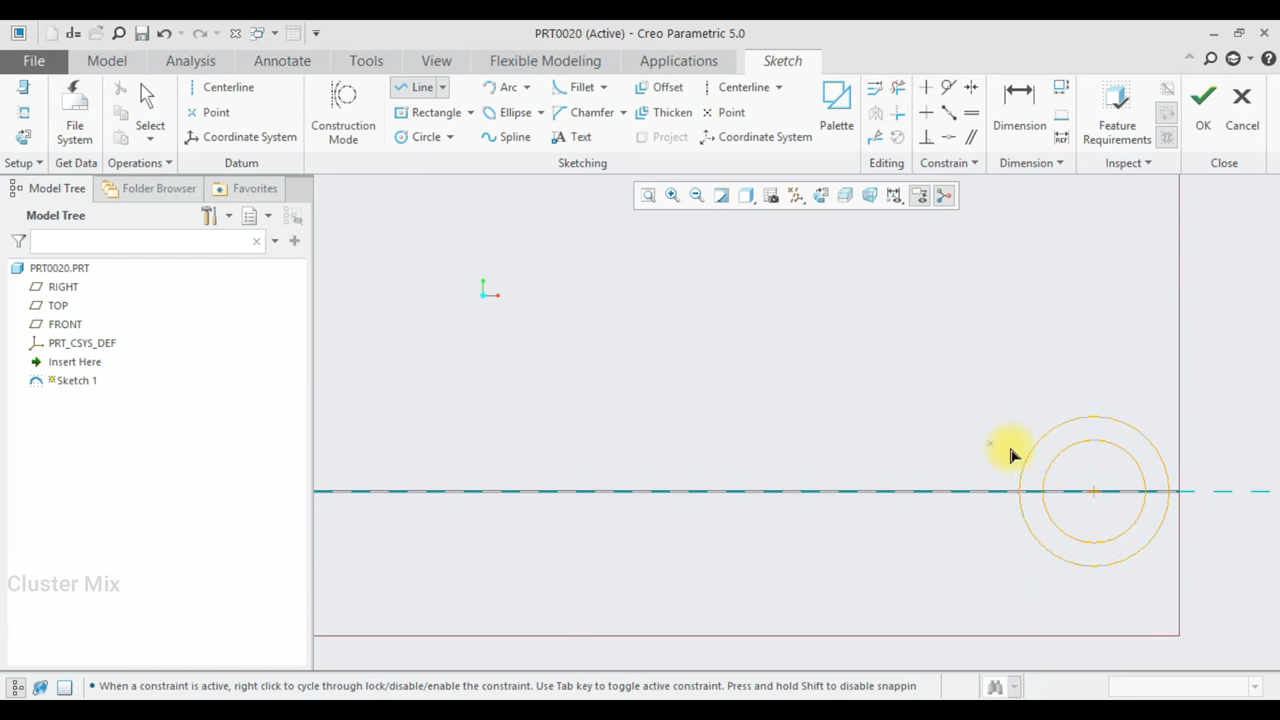 PRT0020 (Active) - Creo Parametric 5.0
File Model Analysis Annotate Tools View Flexible Modeling Applications Sketch
File System
Select
Centerline
Point
Coordinate System
Construction Mode
Line
Rectangle
Circle
Arc
Ellipse
Spline
Fillet
Chamfer
Text
Offset
Thicken
Project
Centerline
Point
Coordinate System
Palette
Dimension
Feature Requirements
OK
Cancel
Setup Get Data Operations Datum Sketching Editing Constrain Dimension Inspect Close
Model Tree Folder Browser Favorites
Model Tree
PRT0020.PRT
RIGHT
TOP
FRONT
PRT_CSYS_DEF
Insert Here
Sketch 1
Cluster Mix
• When a constraint is active, right click to cycle through lock/disable/enable the constraint. Use Tab key to toggle active constraint. Press and hold Shift to disable snappin